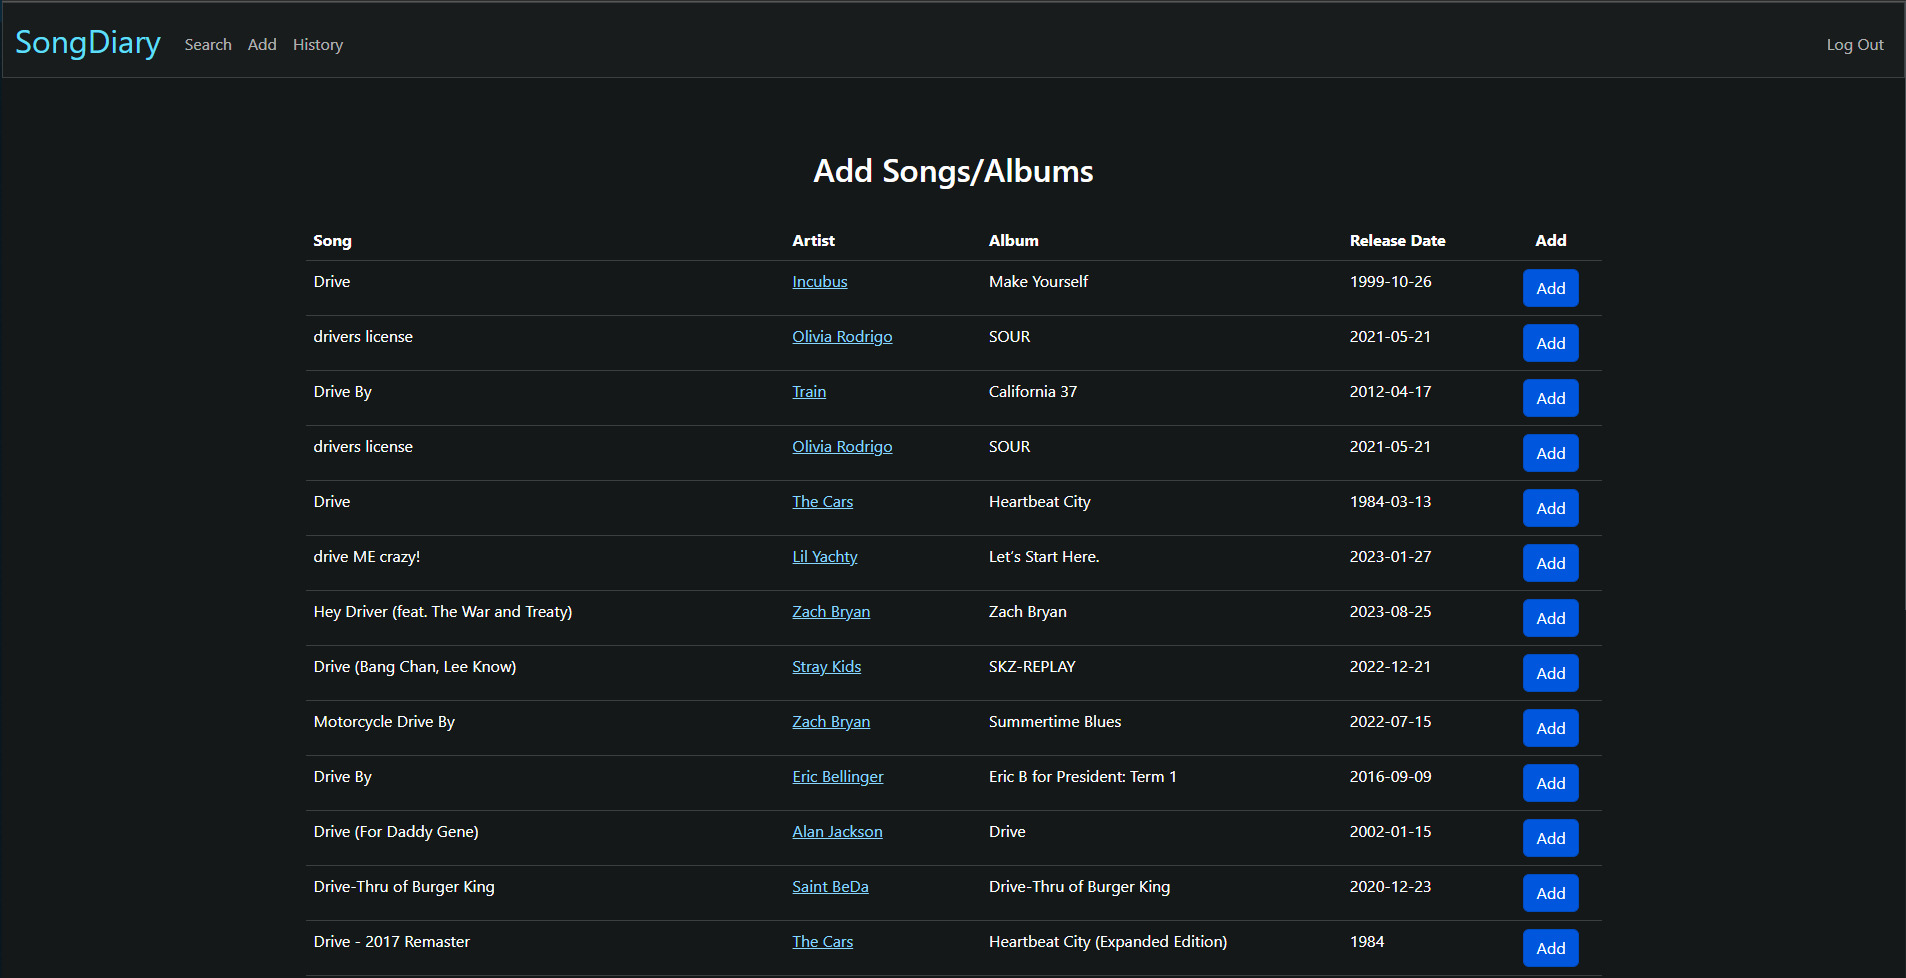 SongDiary Search Add History Log Out
Add Songs/Albums
Song Artist Album Release Date Add
Drive Incubus Make Yourself 1999-10-26 Add
drivers license Olivia Rodrigo SOUR 2021-05-21 Add
Drive By Train California 37 2012-04-17 Add
drivers license Olivia Rodrigo SOUR 2021-05-21 Add
Drive The Cars Heartbeat City 1984-03-13 Add
drive ME crazy! Lil Yachty Let’s Start Here. 2023-01-27 Add
Hey Driver (feat. The War and Treaty) Zach Bryan Zach Bryan 2023-08-25 Add
Drive (Bang Chan, Lee Know) Stray Kids SKZ-REPLAY 2022-12-21 Add
Motorcycle Drive By Zach Bryan Summertime Blues 2022-07-15 Add
Drive By Eric Bellinger Eric B for President: Term 1 2016-09-09 Add
Drive (For Daddy Gene) Alan Jackson Drive 2002-01-15 Add
Drive-Thru of Burger King Saint BeDa Drive-Thru of Burger King 2020-12-23 Add
Drive - 2017 Remaster The Cars Heartbeat City (Expanded Edition) 1984 Add